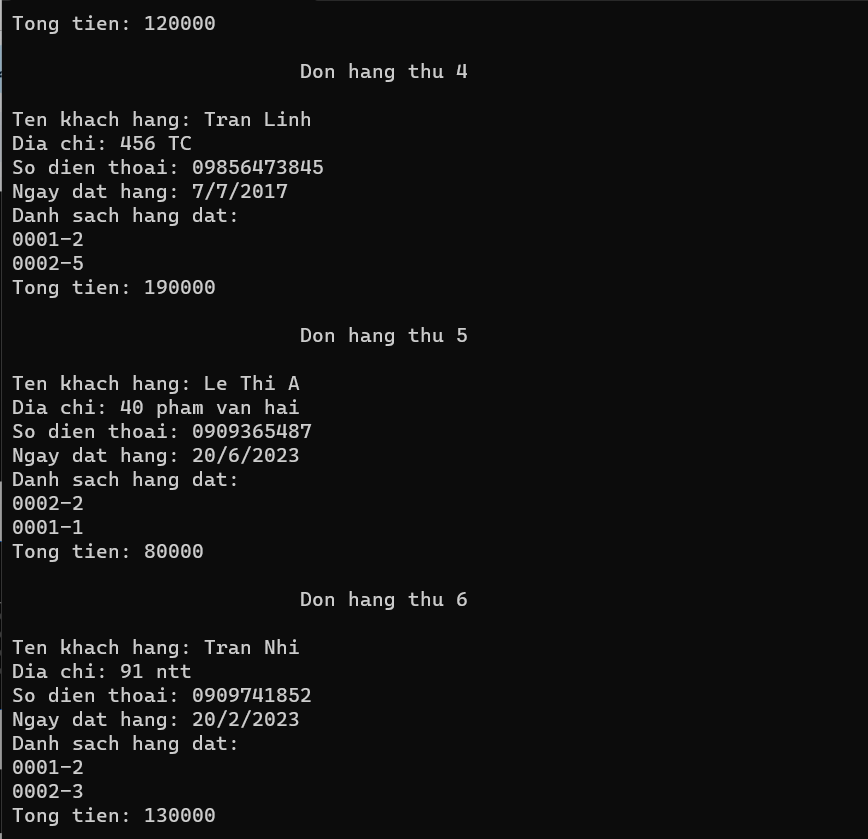 Tong tien: 120000
Don hang thu 4
Ten khach hang: Tran Linh
Dia chi: 456 TC
So dien thoai: 09856473845
Ngay dat hang: 7/7/2017
Danh sach hang dat:
0001-2
0002-5
Tong tien: 190000
Don hang thu 5
Ten khach hang: Le Thi A
Dia chi: 40 pham van hai
So dien thoai: 0909365487
Ngay dat hang: 20/6/2023
Danh sach hang dat:
0002-2
0001-1
Tong tien: 80000
Don hang thu 6
Ten khach hang: Tran Nhi
Dia chi: 91 ntt
So dien thoai: 0909741852
Ngay dat hang: 20/2/2023
Danh sach hang dat:
0001-2
0002-3
Tong tien: 130000